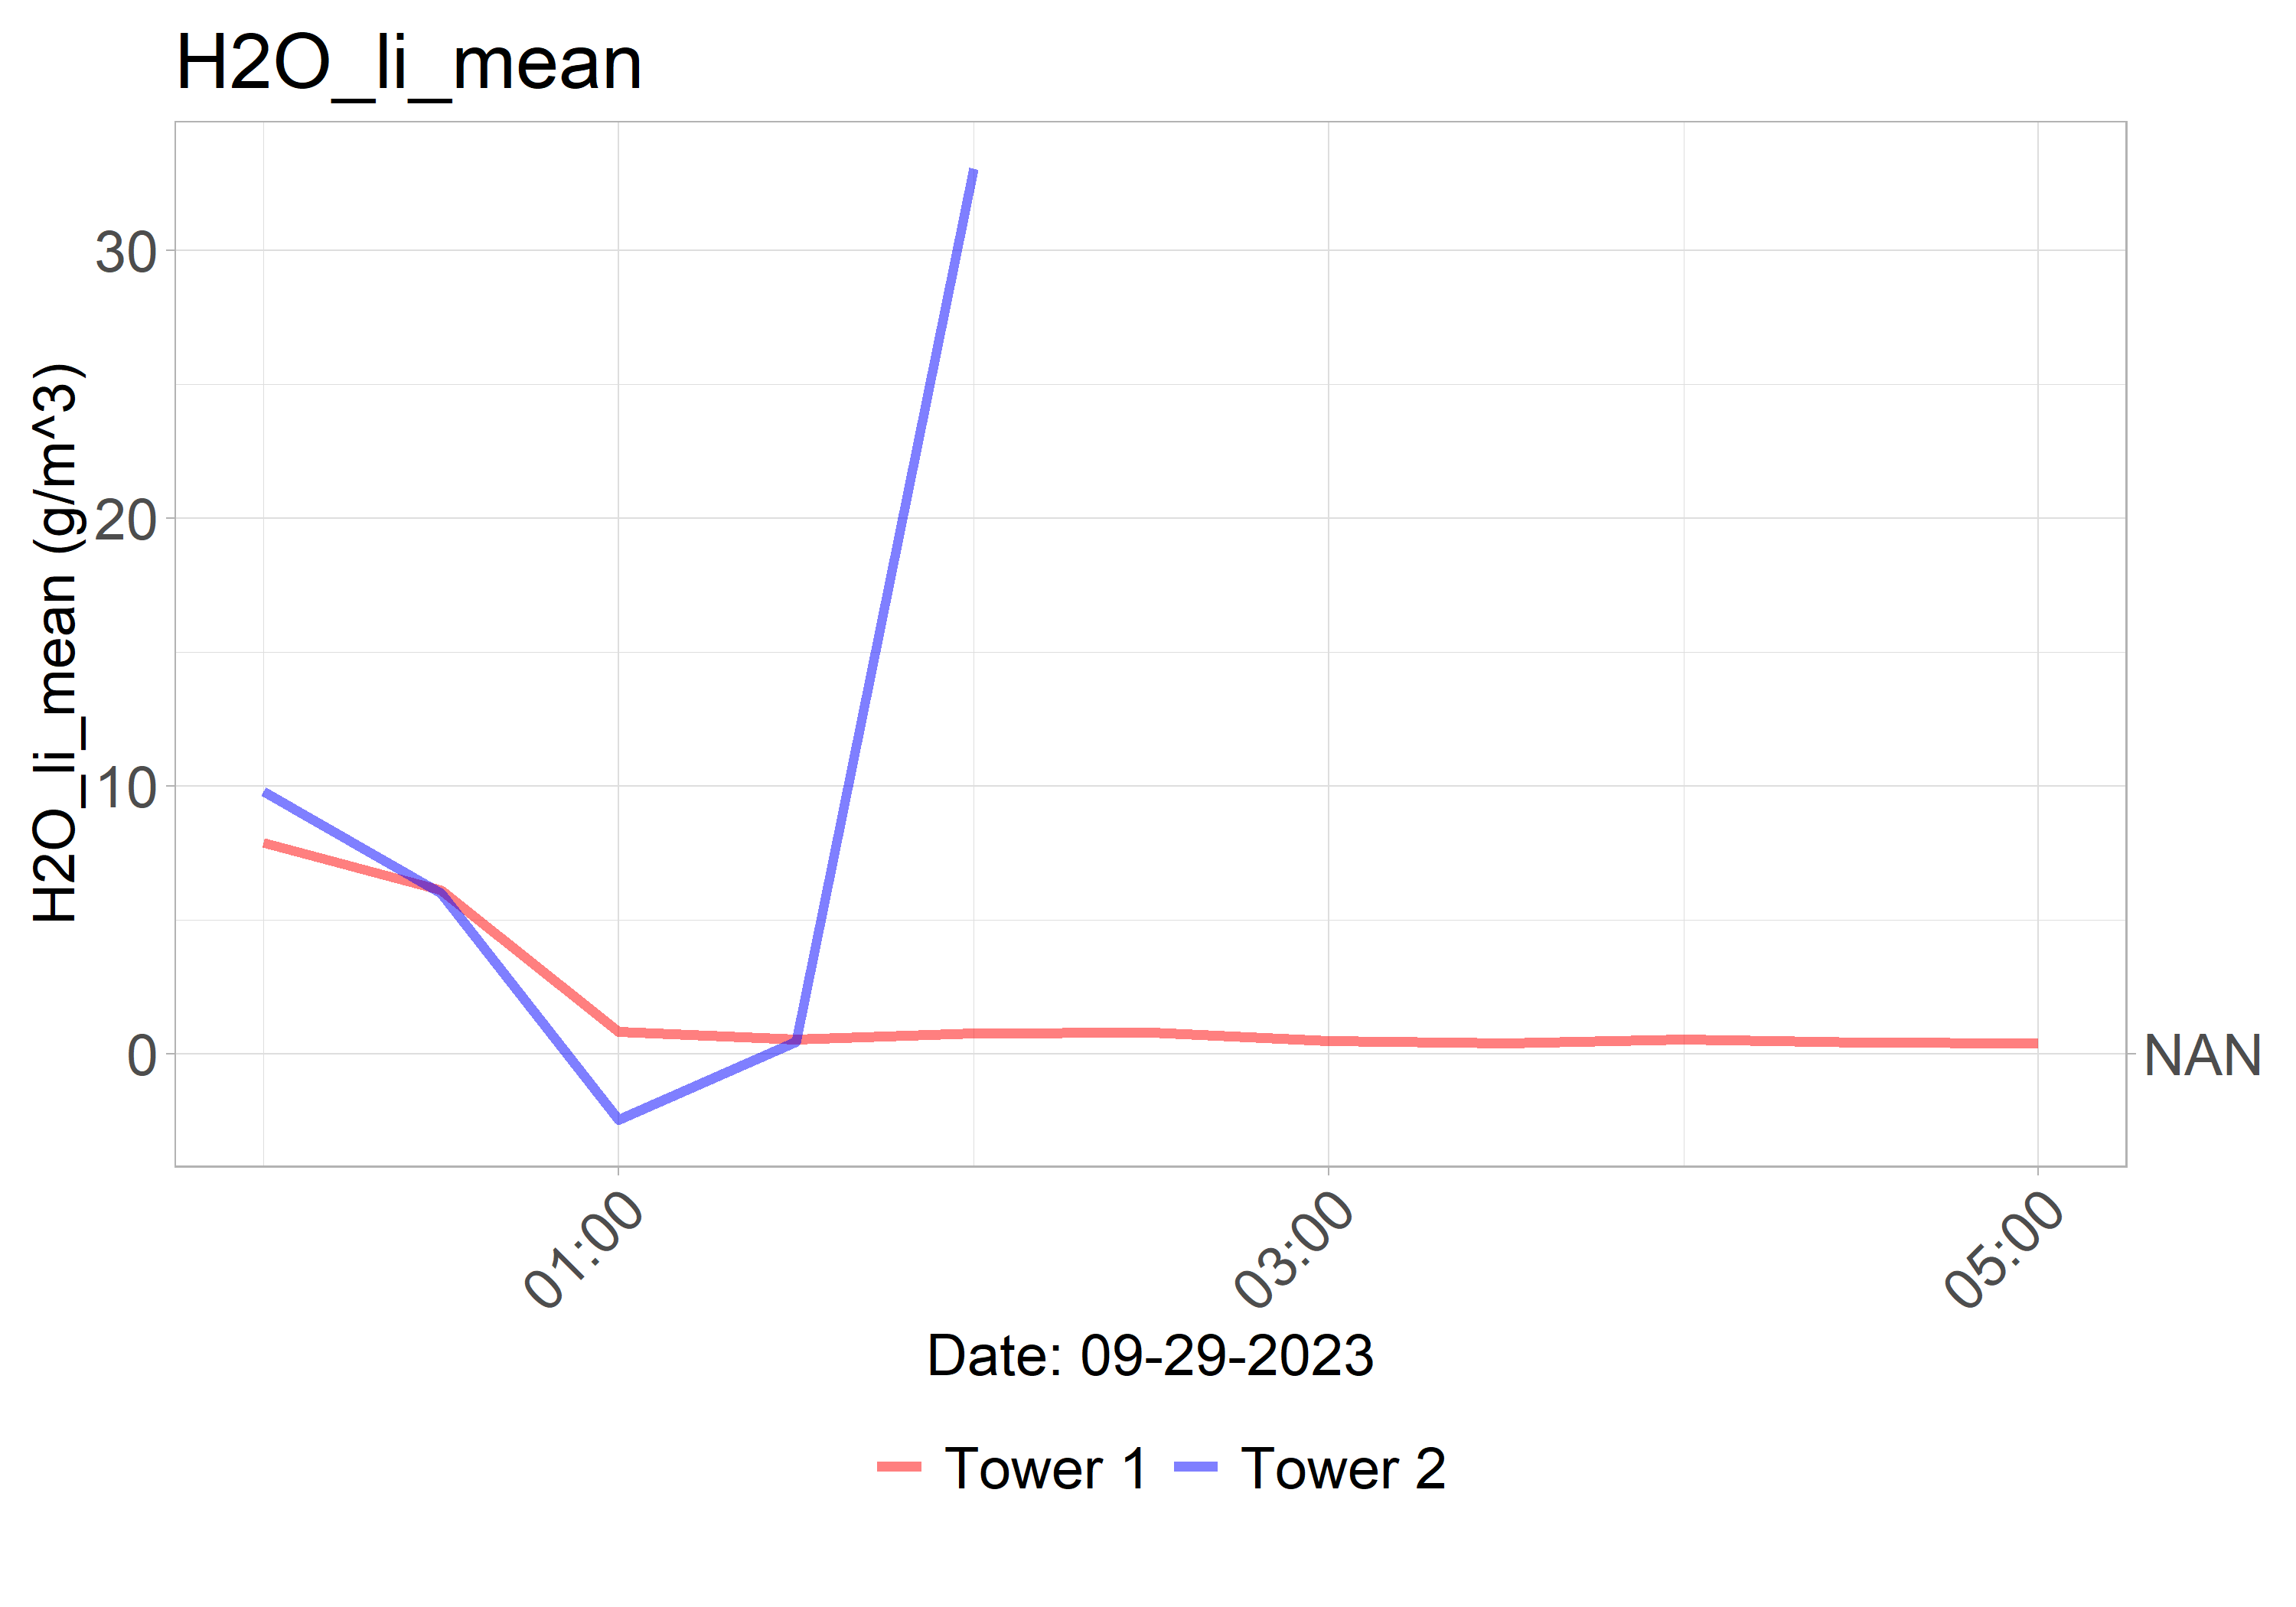 H2O_li_mean
H2O_li_mean (g/m^3)
30
20
10
0
NAN
01:00
03:00
05:00
Date: 09-29-2023
Tower 1
Tower 2